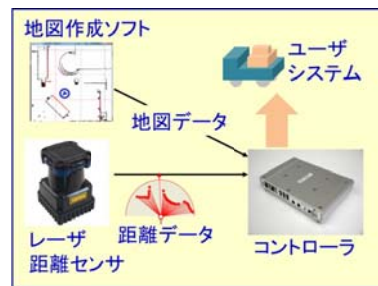 地図作成ソフト
ユーザ
システム
地図データ
レーザ
距離センサ
距離データ
コントローラ